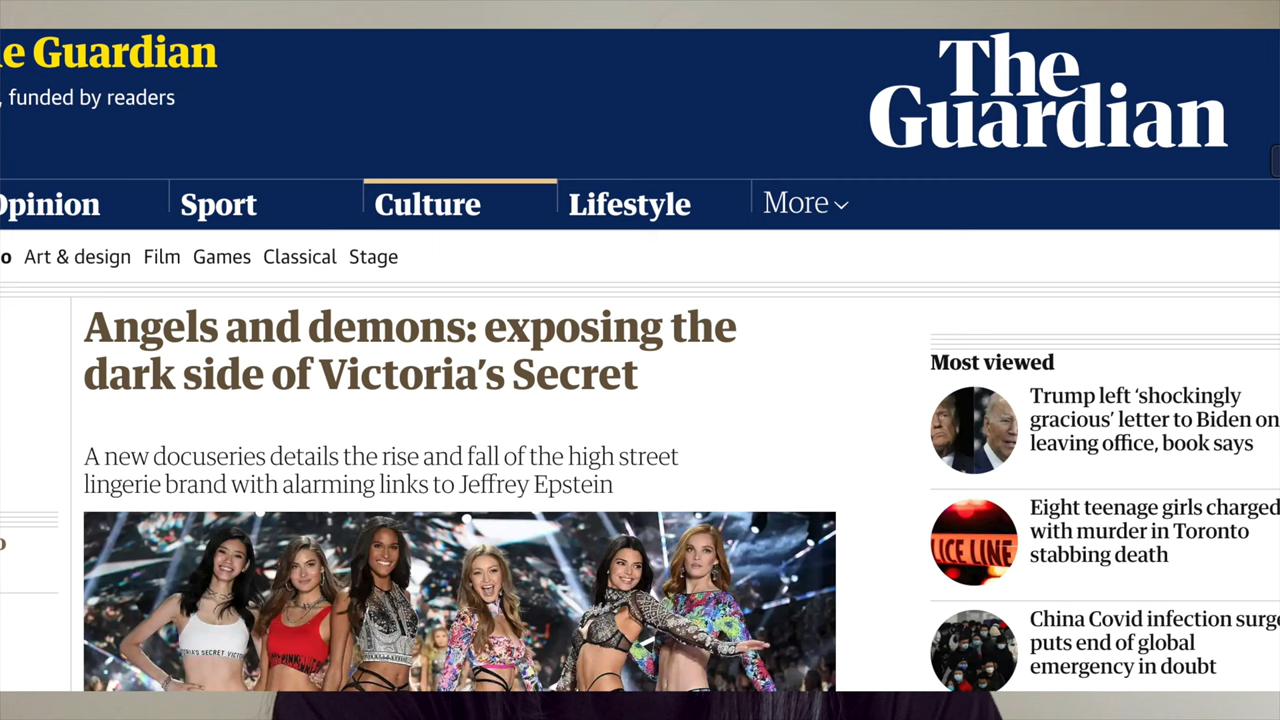 e Guardian
, funded by readers
The
Guardian
Opinion
Sport
Culture
Lifestyle
More
o
Art & design
Film
Games
Classical
Stage
Angels and demons: exposing the
dark side of Victoria's Secret
A new docuseries details the rise and fall of the high street
lingerie brand with alarming links to Jeffrey Epstein
Most viewed
Trump left 'shockingly
gracious' letter to Biden on
leaving office, book says
Eight teenage girls charged
with murder in Toronto
stabbing death
LICE LINE
China Covid infection surge
puts end of global
emergency in doubt